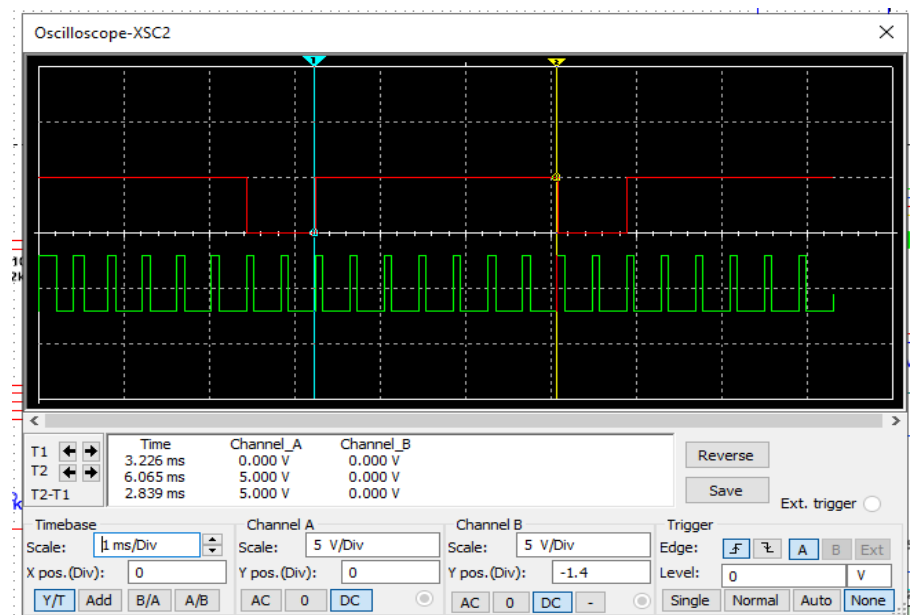 Oscilloscope-XSC2
1
2
Time Channel_A Channel_B
T1 3.226 ms 0.000 V 0.000 V
T2 6.065 ms 5.000 V 0.000 V
T2-T1 2.839 ms 5.000 V 0.000 V
Reverse
Save
Ext. trigger
Timebase Channel A Channel B Trigger
Scale: 1 ms/Div Scale: 5 V/Div Scale: 5 V/Div Edge: A B Ext
X pos.(Div): 0 Y pos.(Div): 0 Y pos.(Div): -1.4 Level: 0 V
Y/T Add B/A A/B AC 0 DC AC 0 DC - Single Normal Auto None